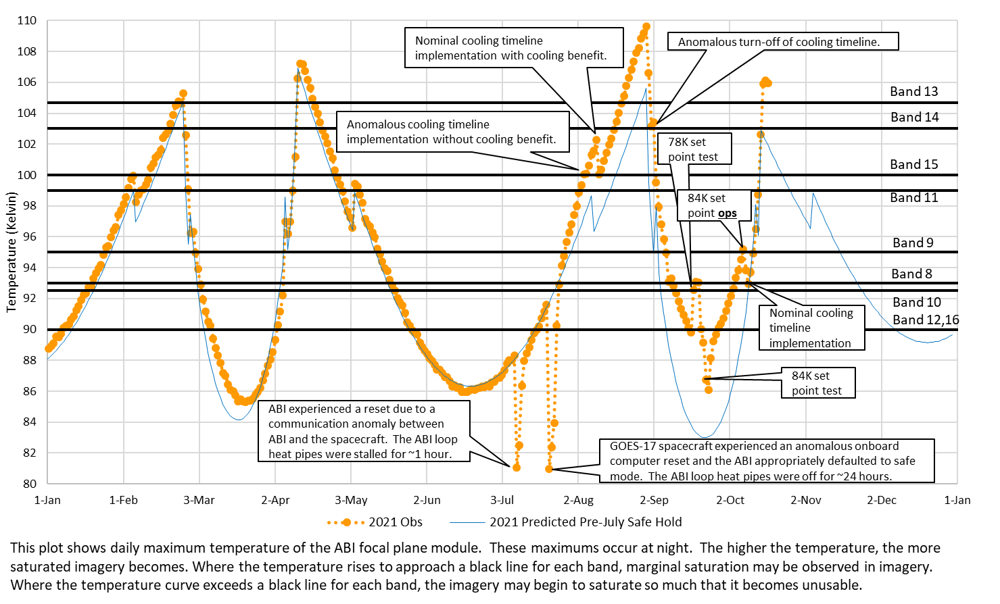 110
108
106
104
102
100
98
96
94
92
90
88
86
84
82
80
Temperature (Kelvin)
Nominal cooling timeline
implementation with cooling benefit.
Anomalous turn-off of cooling timeline.
Anomalous cooling timeline
implementation without cooling benefit.
78K set
point test
84K set
point ops
Band 13
Band 14
Band 15
Band 11
Band 9
Band 8
Band 10
Band 12,16
Nominal cooling
timeline
implementation
84K set
point test
ABI experienced a reset due to a
communication anomaly between
ABI and the spacecraft.  The ABI loop
heat pipes were stalled for ~1 hour.
GOES-17 spacecraft experienced an anomalous onboard
computer reset and the ABI appropriately defaulted to safe
mode.  The ABI loop heat pipes were off for ~24 hours.
1-Jan 1-Feb 3-Mar 2-Apr 3-May 2-Jun 3-Jul 2-Aug 2-Sep 2-Oct 2-Nov 2-Dec 1-Jan
2021 Obs 2021 Predicted Pre-July Safe Hold
This plot shows daily maximum temperature of the ABI focal plane module.  These maximums occur at night.  The higher the temperature, the more
saturated imagery becomes. Where the temperature rises to approach a black line for each band, marginal saturation may be observed in imagery.
Where the temperature curve exceeds a black line for each band, the imagery may begin to saturate so much that it becomes unusable.